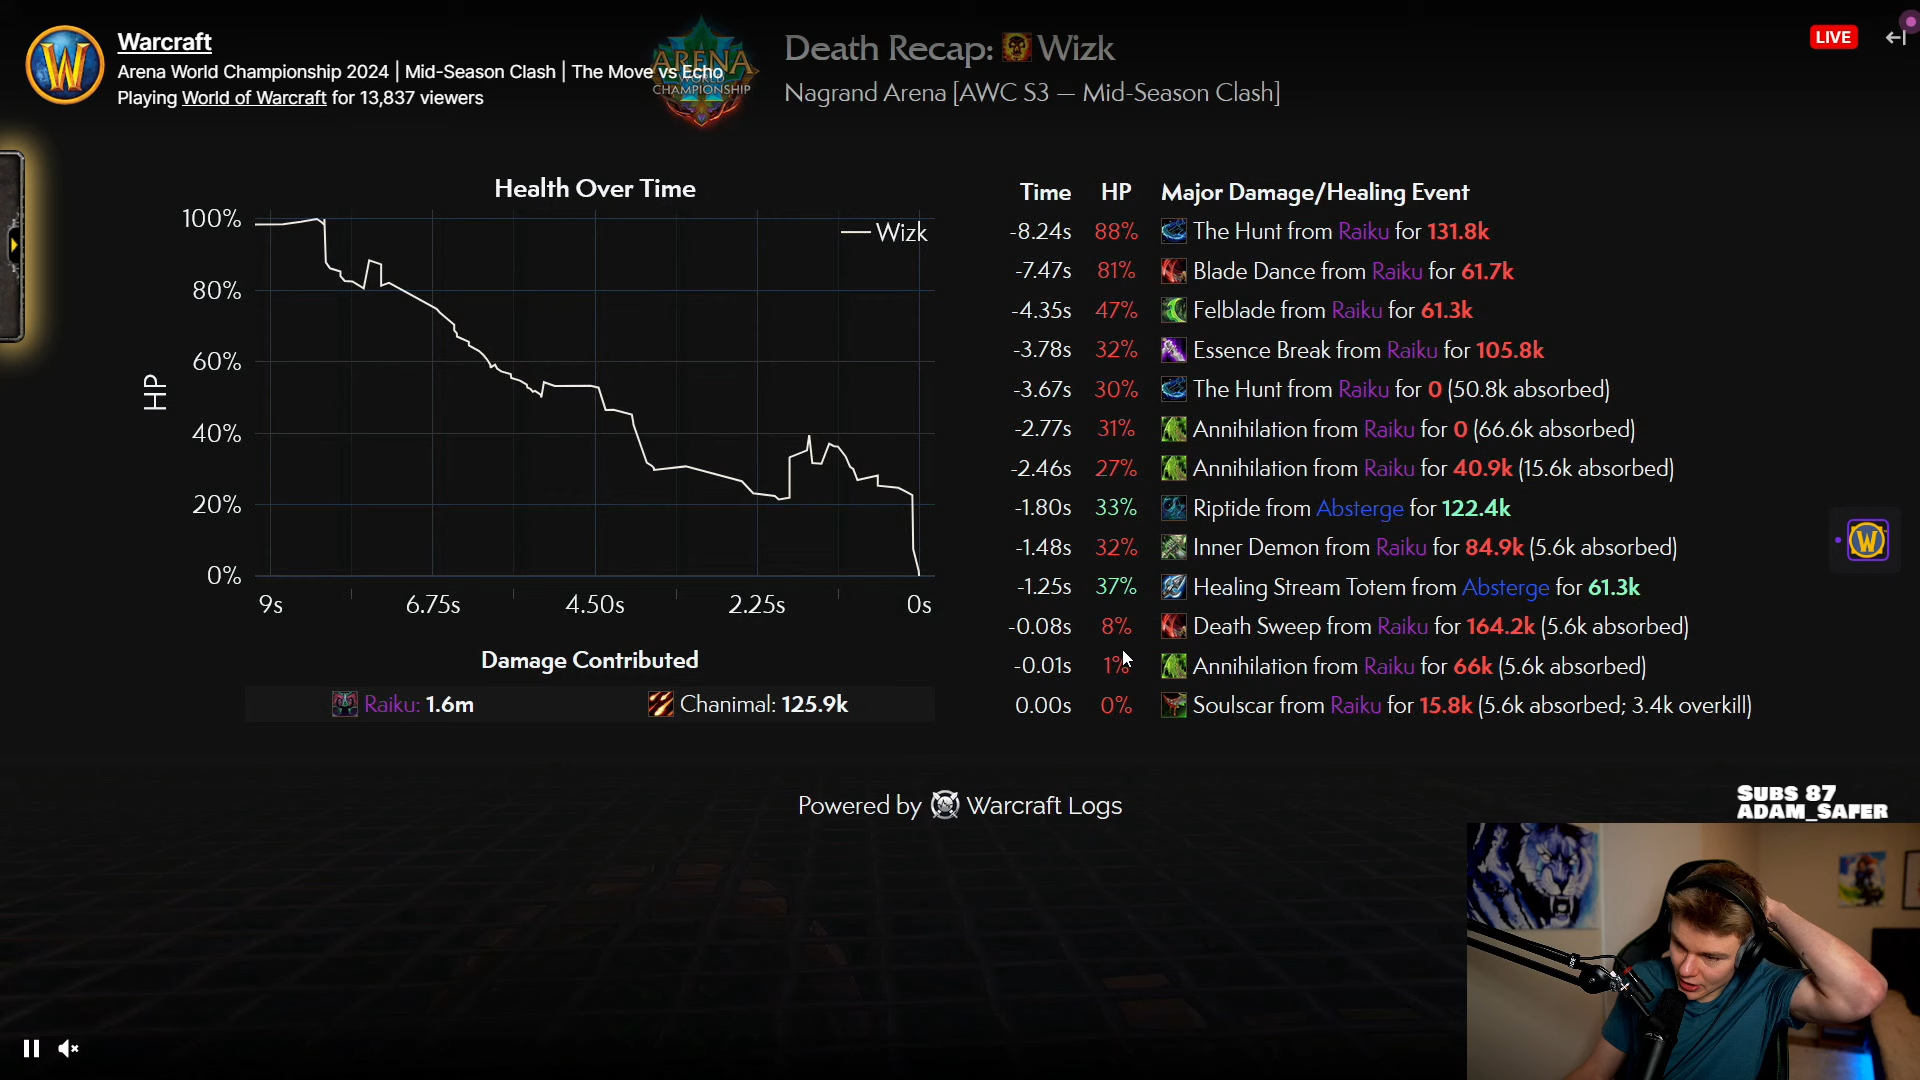 Warcraft
Arena World Championship 2024 | Mid-Season Clash | The Move vs Echo
Playing World of Warcraft for 13,837 viewers
ARENA
WORLD
CHAMPIONSHIP
Death Recap: Wizk
Nagrand Arena [AWC S3 — Mid-Season Clash]
LIVE
Health Over Time
Wizk
HP
100%
80%
60%
40%
20%
0%
9s 6.75s 4.50s 2.25s 0s
Damage Contributed
Raiku: 1.6m Chanimal: 125.9k
Time HP Major Damage/Healing Event
-8.24s 88% The Hunt from Raiku for 131.8k
-7.47s 81% Blade Dance from Raiku for 61.7k
-4.35s 47% Felblade from Raiku for 61.3k
-3.78s 32% Essence Break from Raiku for 105.8k
-3.67s 30% The Hunt from Raiku for 0 (50.8k absorbed)
-2.77s 31% Annihilation from Raiku for 0 (66.6k absorbed)
-2.46s 27% Annihilation from Raiku for 40.9k (15.6k absorbed)
-1.80s 33% Riptide from Absterge for 122.4k
-1.48s 32% Inner Demon from Raiku for 84.9k (5.6k absorbed)
-1.25s 37% Healing Stream Totem from Absterge for 61.3k
-0.08s 8% Death Sweep from Raiku for 164.2k (5.6k absorbed)
-0.01s 1% Annihilation from Raiku for 66k (5.6k absorbed)
0.00s 0% Soulscar from Raiku for 15.8k (5.6k absorbed; 3.4k overkill)
Powered by Warcraft Logs
SUBS 87
ADAM_SAFER